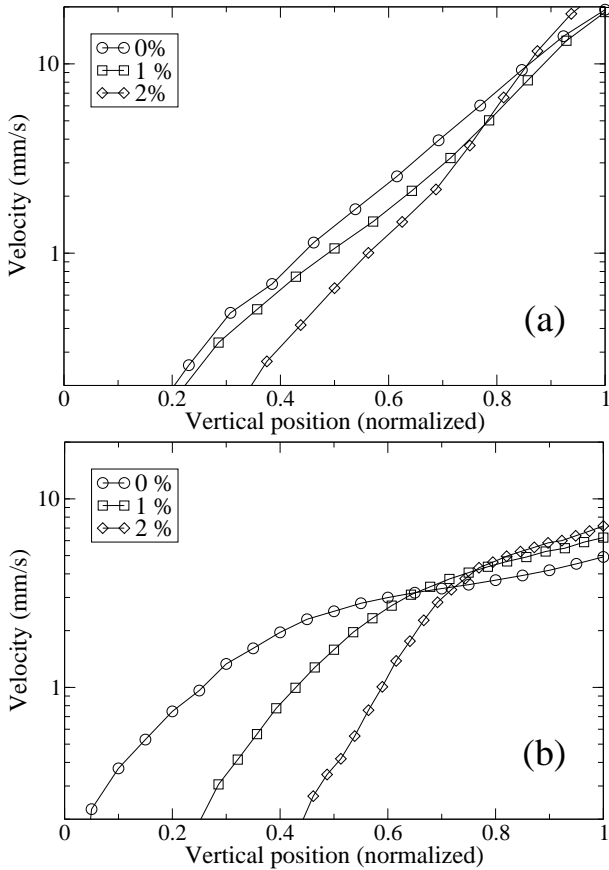 10
1
Velocity (mm/s)
0%
1 %
2%
(a)
0 0.2 0.4 0.6 0.8 1
Vertical position (normalized)
10
1
Velocity (mm/s)
0 %
1 %
2 %
(b)
0 0.2 0.4 0.6 0.8 1
Vertical position (normalized)